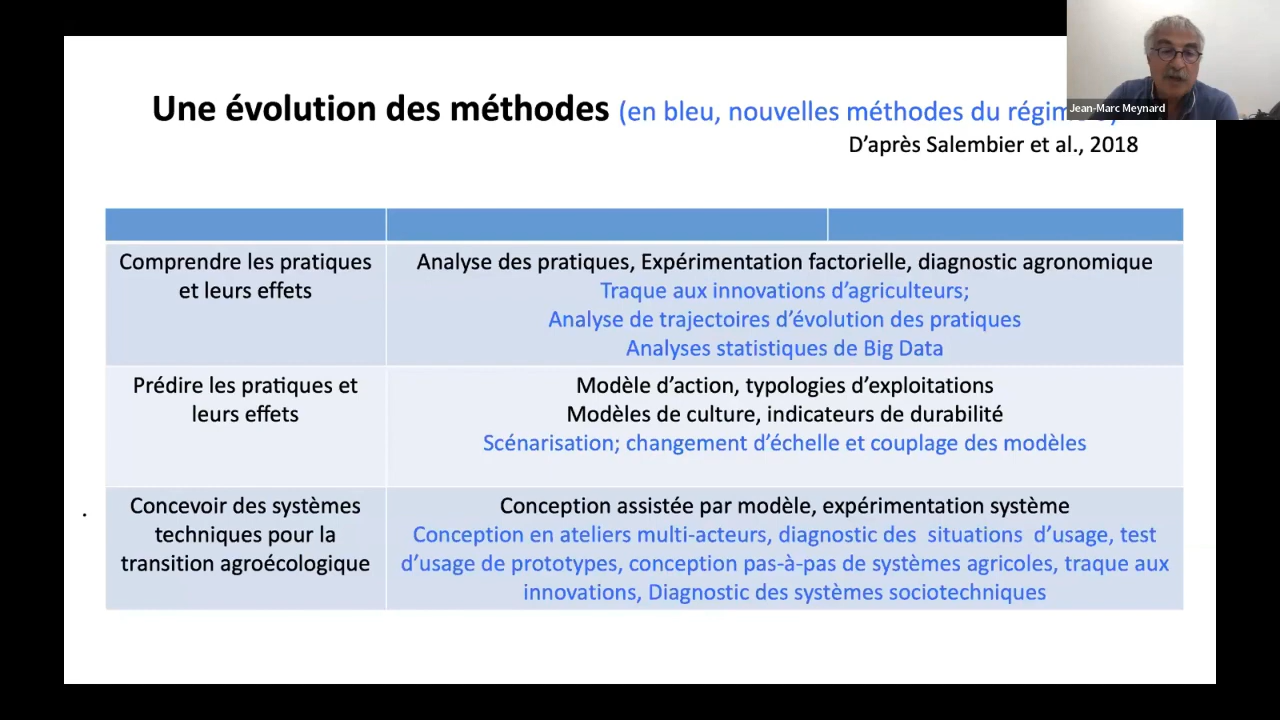 Une évolution des méthodes (en bleu, nouvelles méthodes du
Jean-Marc Meynard
D’après Salembier et al., 2018
Comprendre les pratiques
et leurs effets
Analyse des pratiques, Expérimentation factorielle, diagnostic agronomique
Traque aux innovations d’agriculteurs;
Analyse de trajectoires d’évolution des pratiques
Analyses statistiques de Big Data
Prédire les pratiques et
leurs effets
Modèle d’action, typologies d’exploitations
Modèles de culture, indicateurs de durabilité
Scénarisation; changement d’échelle et couplage des modèles
.
Concevoir des systèmes
techniques pour la
transition agroécologique
Conception assistée par modèle, expérimentation système
Conception en ateliers multi-acteurs, diagnostic des situations d’usage, test
d’usage de prototypes, conception pas-à-pas de systèmes agricoles, traque aux
innovations, Diagnostic des systèmes sociotechniques